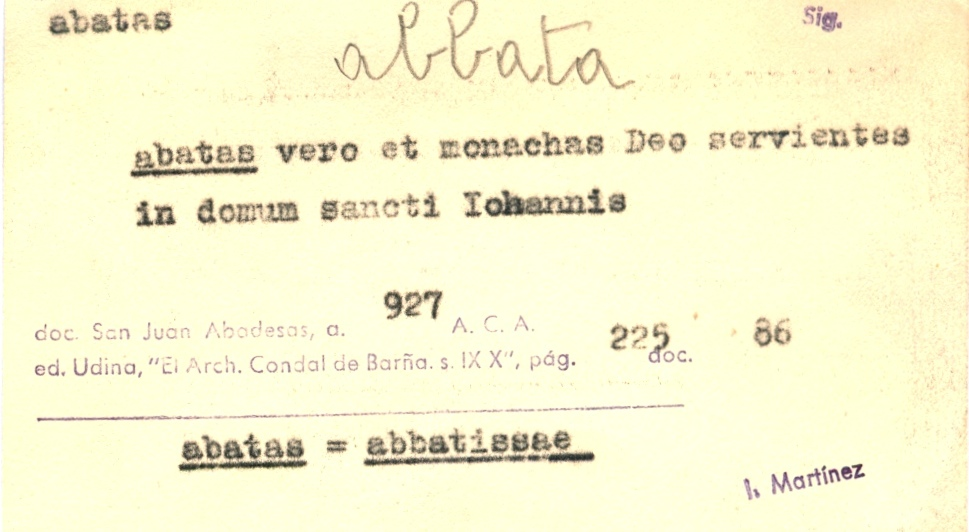 abatas Sig.
abbata
abatas vero et monachas Deo servientes
in domum sancti Iohannis
doc. San Juan Abadesas, a. 927 A. C. A.
ed. Udina, "El Arch. Condal de Barña. s. IX X", pág. 225 doc. 86
abatas = abbatissae
I. Martínez